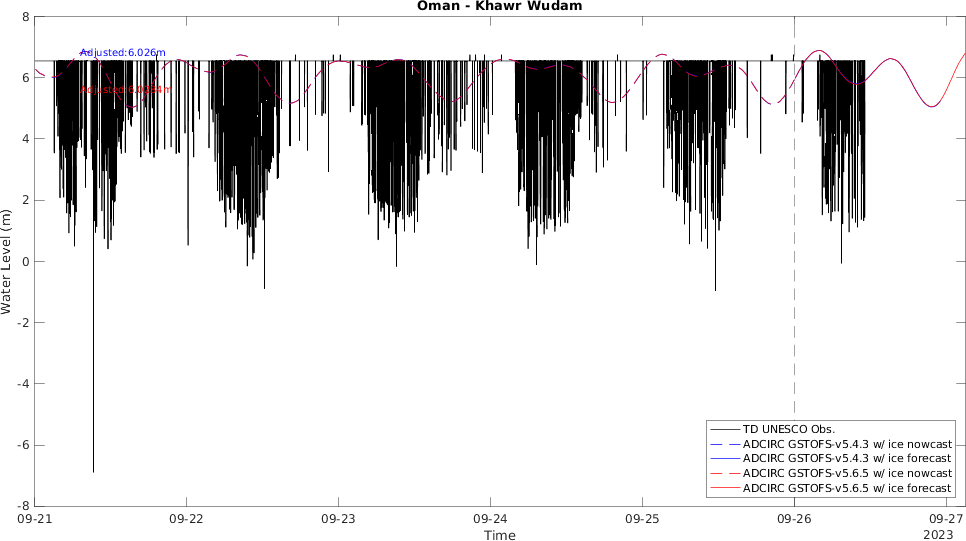 Oman - Khawr Wudam
8
6
4
2
0
-2
-4
-6
-8
Water Level (m)
Adjusted:6.026m
TD UNESCO Obs.
ADCIRC GSTOFS-v5.4.3 w/ ice nowcast
ADCIRC GSTOFS-v5.4.3 w/ ice forecast
ADCIRC GSTOFS-v5.6.5 w/ ice nowcast
ADCIRC GSTOFS-v5.6.5 w/ ice forecast
09-21 09-22 09-23 09-24 09-25 09-26 09-27
Time
2023